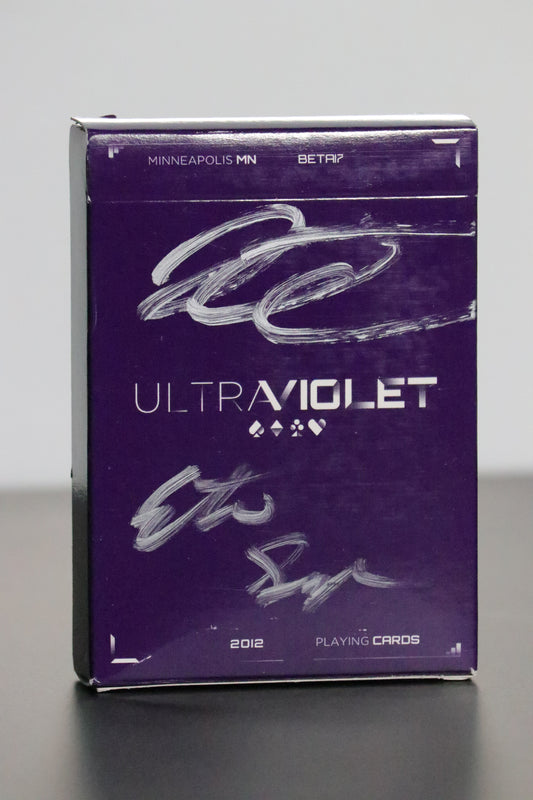 MINNEAPOLIS MN BETA17
ULTRAVIOLET
2012 PLAYING CARDS